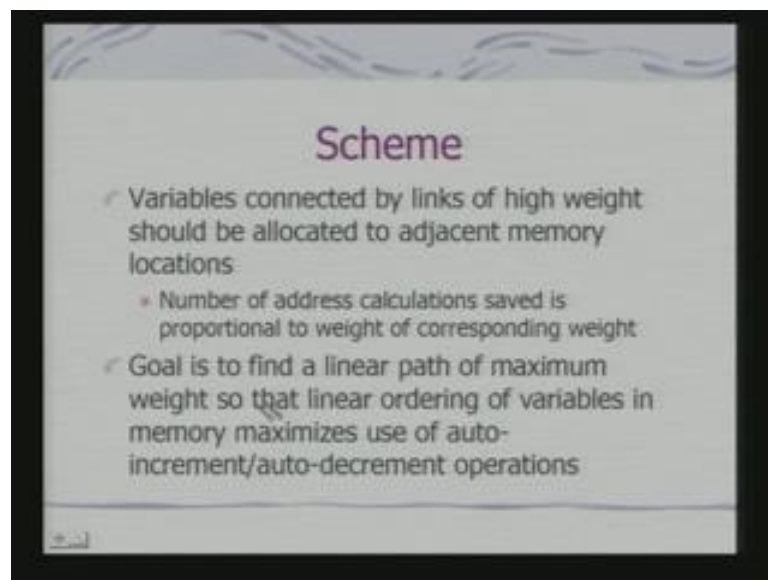 Scheme
Variables connected by links of high weight
should be allocated to adjacent memory
locations
Number of address calculations saved is
proportional to weight of corresponding weight
Goal is to find a linear path of maximum
weight so that linear ordering of variables in
memory maximizes use of auto-
increment/auto-decrement operations